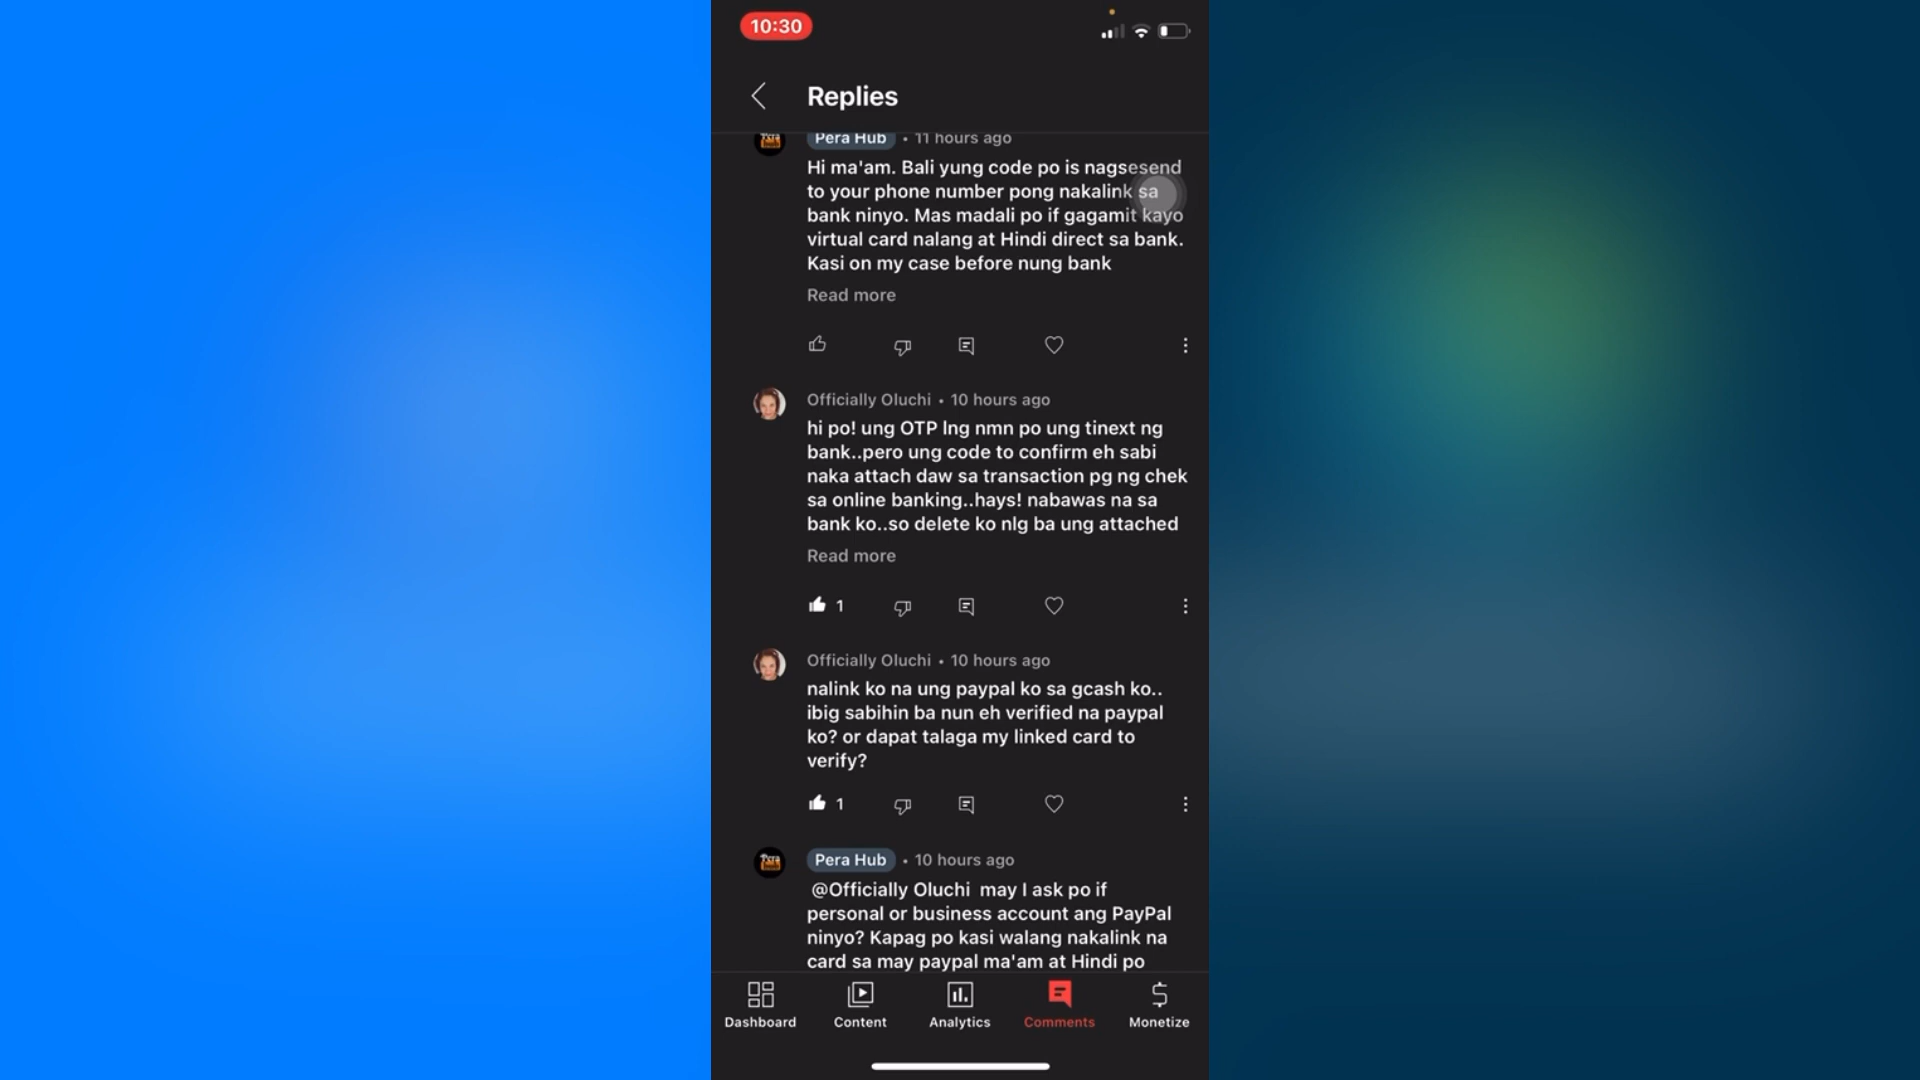 10:30
Replies
Pera Hub • 11 hours ago
Hi ma'am. Bali yung code po is nagsesend
to your phone number pong nakalink sa
bank ninyo. Mas madali po if gagamit kayo
virtual card nalang at Hindi direct sa bank.
Kasi on my case before nung bank
Read more
Officially Oluchi • 10 hours ago
hi po! ung OTP lng nmn po ung tinext ng
bank..pero ung code to confirm eh sabi
naka attach daw sa transaction pg ng chek
sa online banking..hays! nabawas na sa
bank ko..so delete ko nlg ba ung attached
Read more
1
Officially Oluchi • 10 hours ago
nalink ko na ung paypal ko sa gcash ko..
ibig sabihin ba nun eh verified na paypal
ko? or dapat talaga my linked card to
verify?
1
Pera Hub • 10 hours ago
@Officially Oluchi may I ask po if
personal or business account ang PayPal
ninyo? Kapag po kasi walang nakalink na
card sa may paypal ma'am at Hindi po
Dashboard Content Analytics Comments Monetize